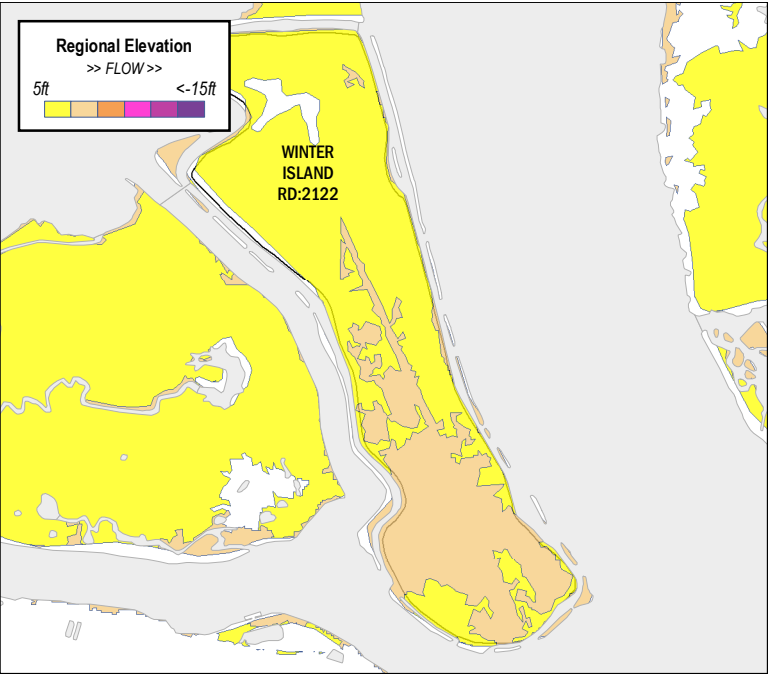 Regional Elevation
>> FLOW >>
5ft <-15ft
WINTER
ISLAND
RD:2122